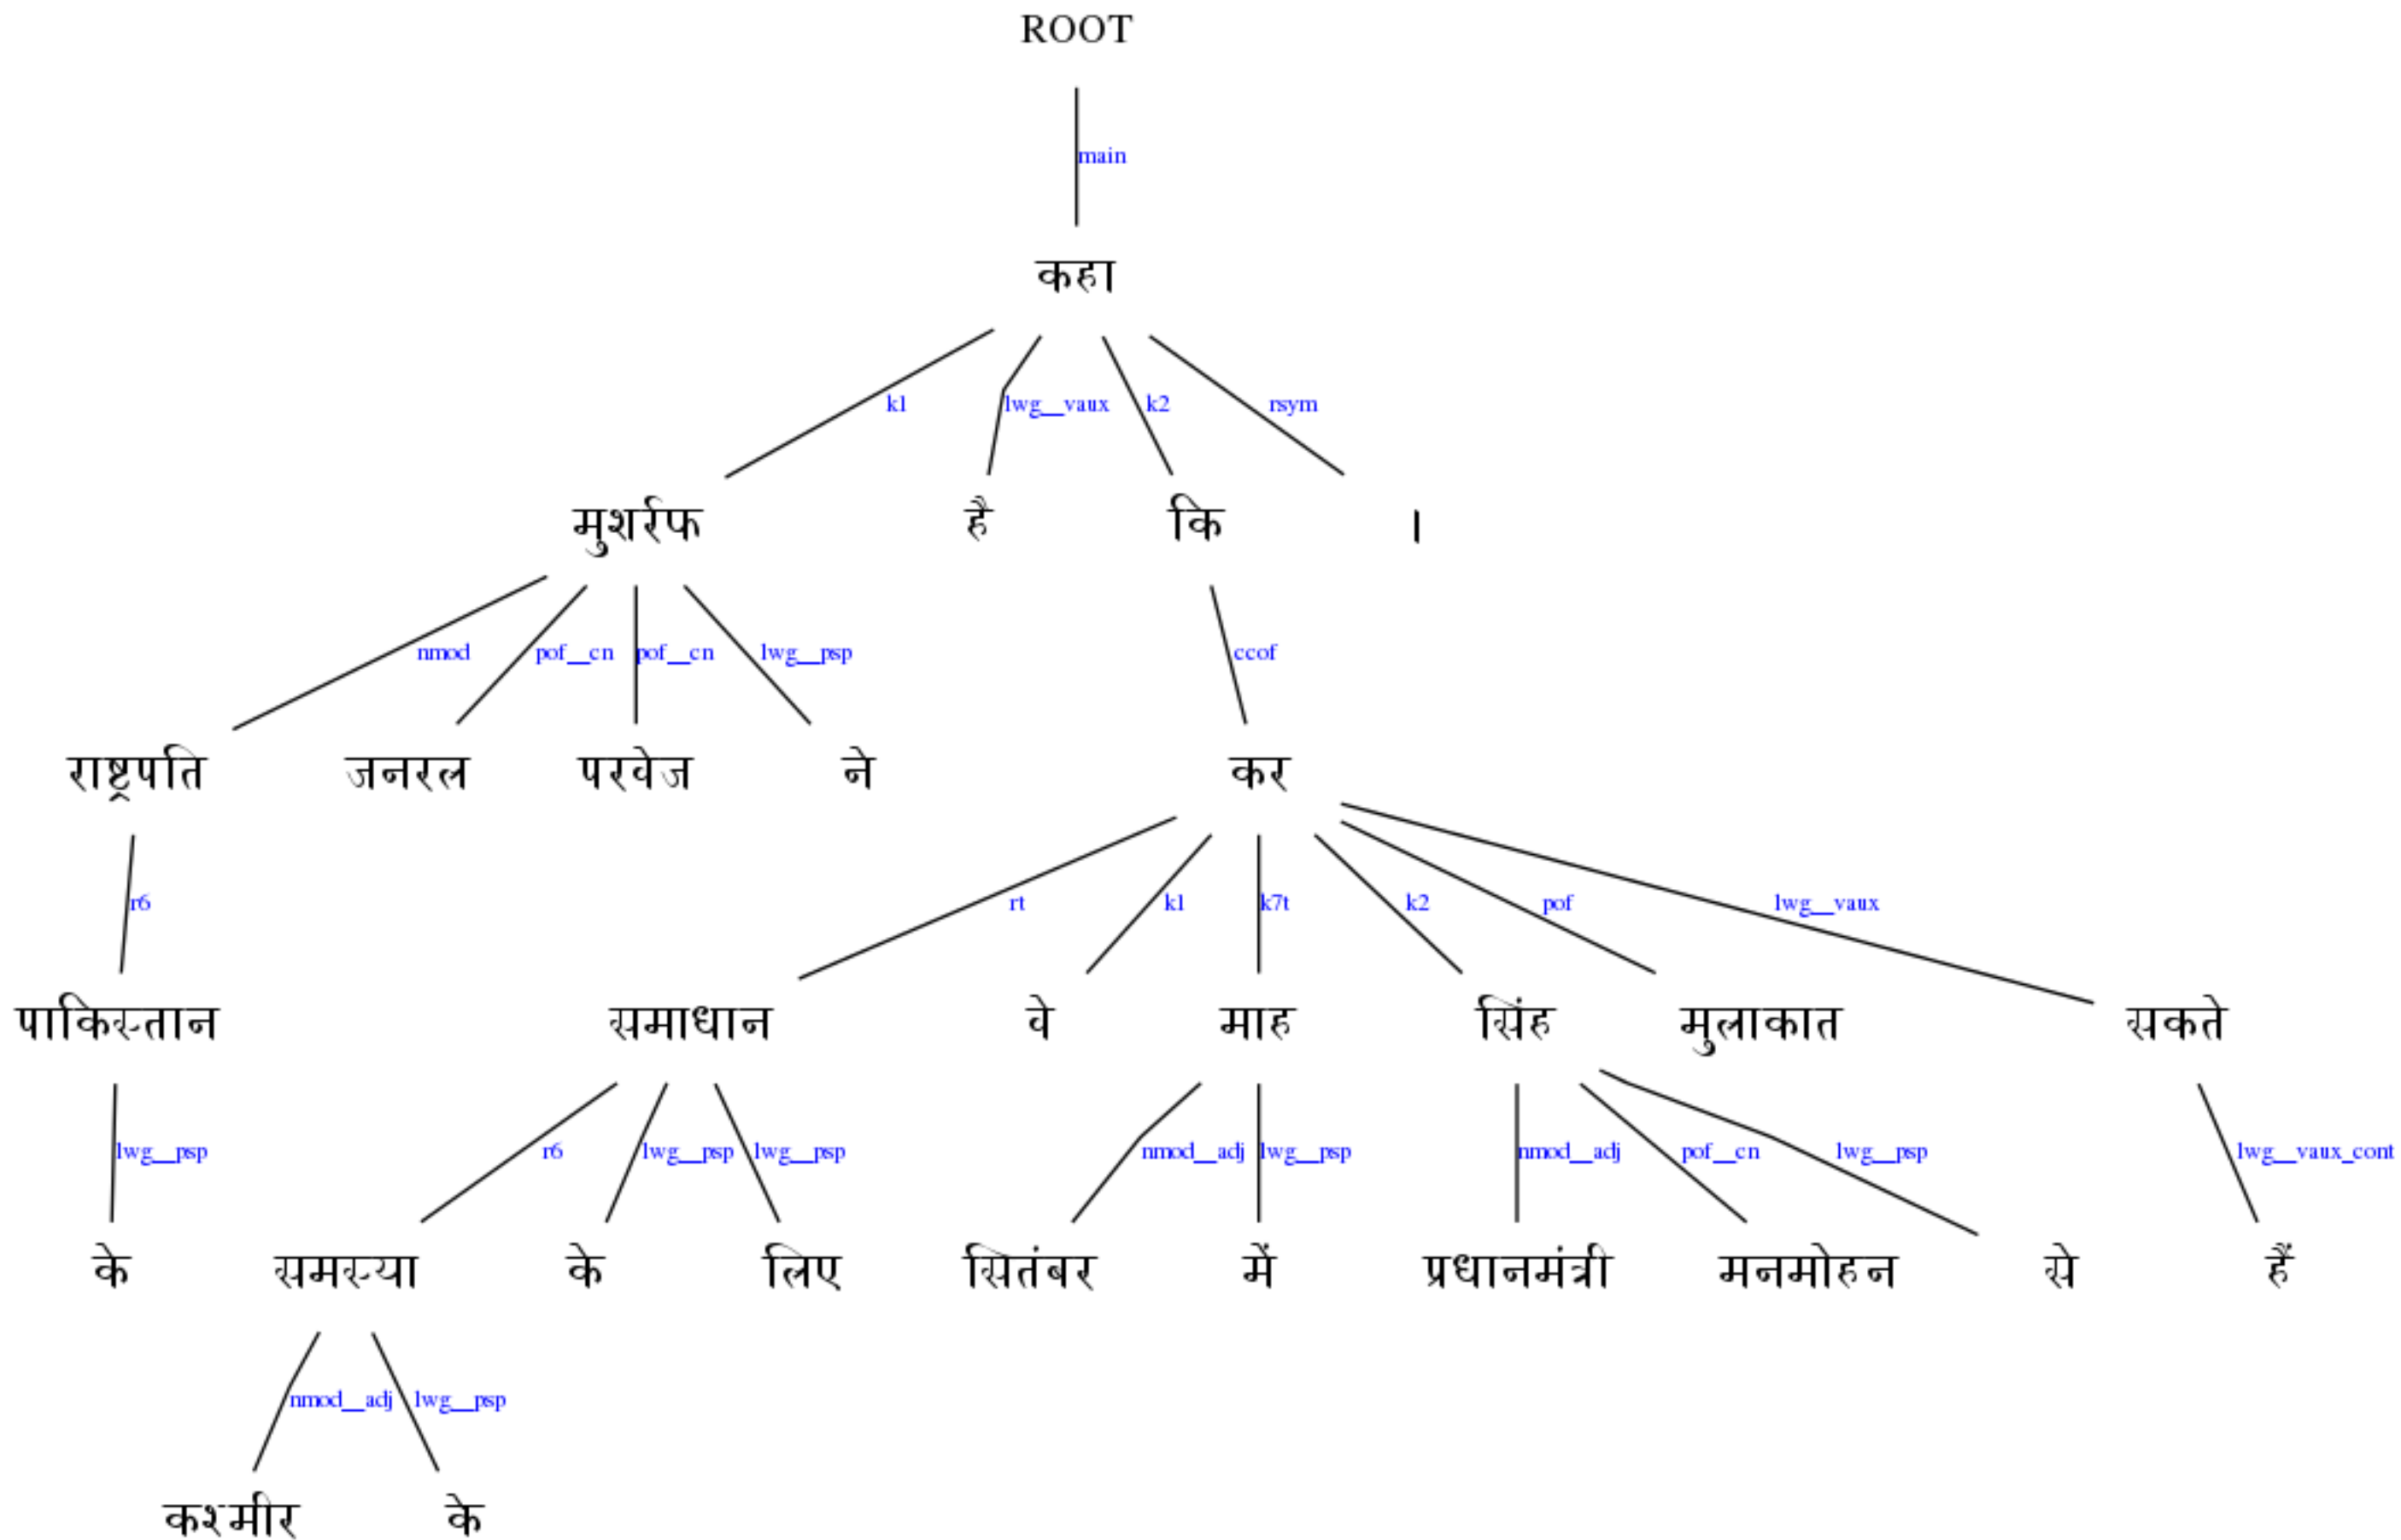 ROOT
main
कहा
k1 lwg__vaux k2 rsym
मुशर्रफ है कि ।
nmod pof__cn pof__cn lwg__psp ccof
राष्ट्रपति जनरल परवेज ने कर
r6 rt k1 k7t k2 pof lwg__vaux
पाकिस्तान समाधान वे माह सिंह मुलाकात सकते
lwg__psp r6 lwg__psp lwg__psp nmod__adj lwg__psp nmod__adj pof__cn lwg__psp lwg__vaux_cont
के समस्या के लिए सितंबर में प्रधानमंत्री मनमोहन से हैं
nmod__adj lwg__psp
कश्मीर के